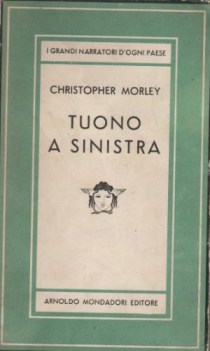 I GRANDI NARRATORI D'OGNI PAESE
CHRISTOPHER MORLEY
TUONO
A SINISTRA
ARNOLDO MONDADORI EDITORE